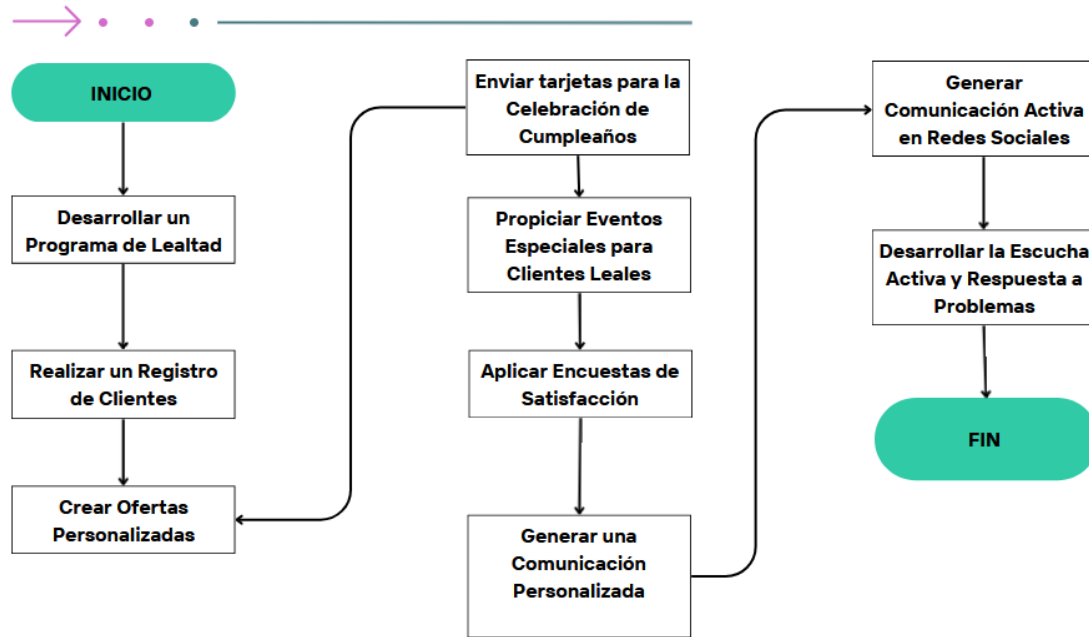 INICIO
Desarrollar un
Programa de Lealtad
Realizar un Registro
de Clientes
Crear Ofertas
Personalizadas
Enviar tarjetas para la
Celebración de
Cumpleaños
Propiciar Eventos
Especiales para
Clientes Leales
Aplicar Encuestas de
Satisfacción
Generar una
Comunicación
Personalizada
Generar
Comunicación Activa
en Redes Sociales
Desarrollar la Escucha
Activa y Respuesta a
Problemas
FIN